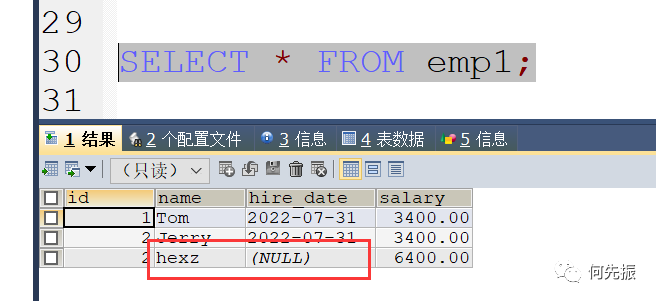 29
30 SELECT * FROM emp1;
31
1 结果 2 个配置文件 3 信息 4 表数据 5 信息
（只读）
id name hire_date salary
1 Tom 2022-07-31 3400.00
2 Jerry 2022-07-31 3400.00
2 hexz (NULL) 6400.00
何先振